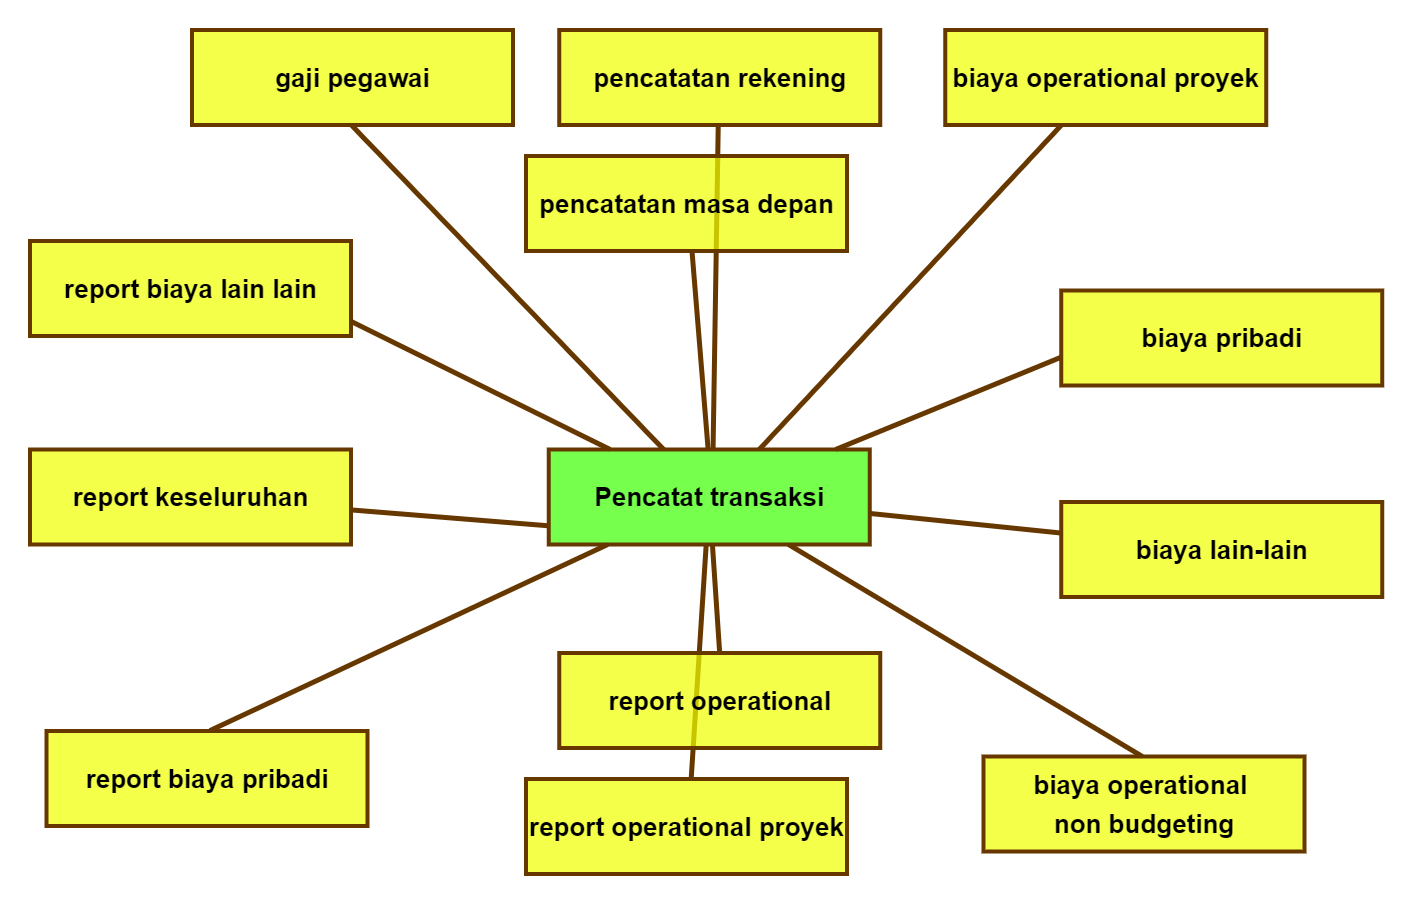 gaji pegawai
pencatatan rekening
biaya operational proyek
pencatatan masa depan
report biaya lain lain
biaya pribadi
report keseluruhan
Pencatat transaksi
biaya lain-lain
report operational
report biaya pribadi
report operational proyek
biaya operational
non budgeting